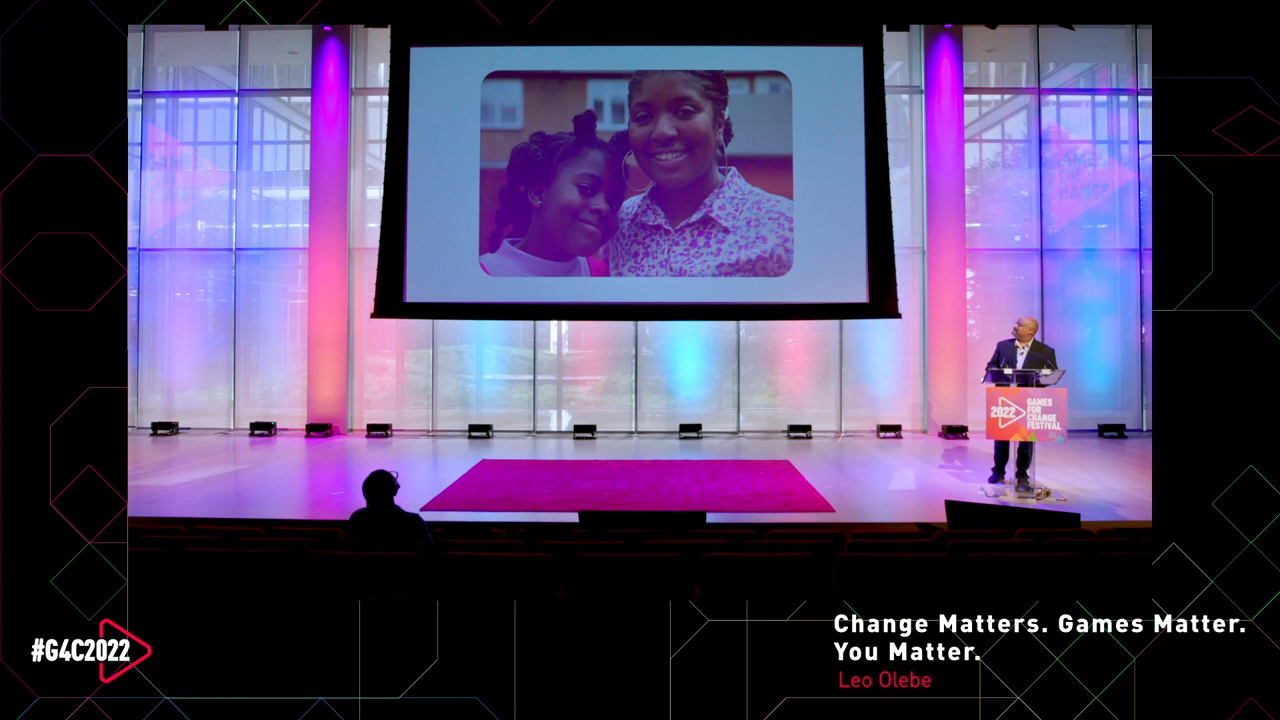 2022
GAMES
FOR
CHANGE
FESTIVAL
#G4C2022
Change Matters. Games Matter.
You Matter.
Leo Olebe